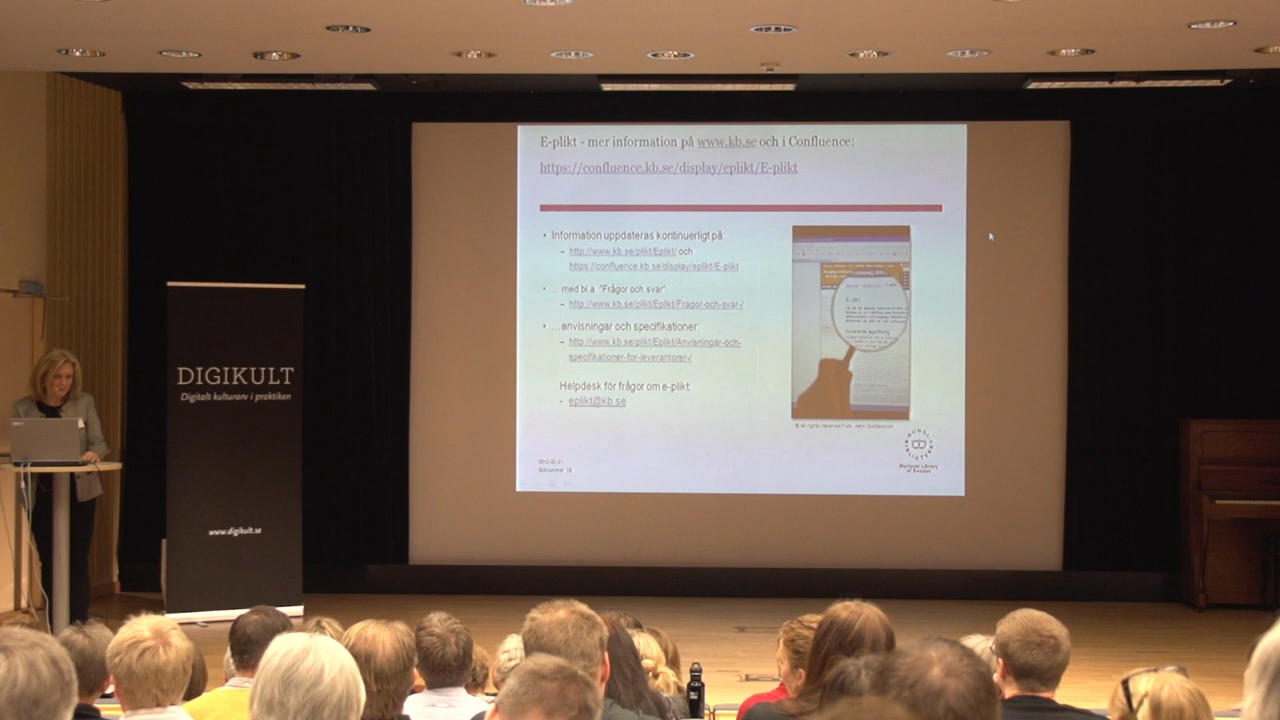 E-plikt - mer information på www.kb.se och i Confluence:
https://confluence.kb.se/display/eplikt/E-plikt
• Information uppdateras kontinuerligt på:
– http://www.kb.se/plikt/Eplikt/ och
https://confluence.kb.se/display/eplikt/E-plikt
• ... med bl.a. "Frågor och svar".
– http://www.kb.se/plikt/Eplikt/Fragor-och-svar-/
• ...anvisningar och specifikationer:
– http://www.kb.se/plikt/Eplikt/Anvisningar-och-
specifikationer-for-leverantorer-/
Helpdesk för frågor om e-plikt:
- eplikt@kb.se
National Library
of Sweden
DIGIKULT
Digitalt kulturarv i praktiken
www.digikult.se